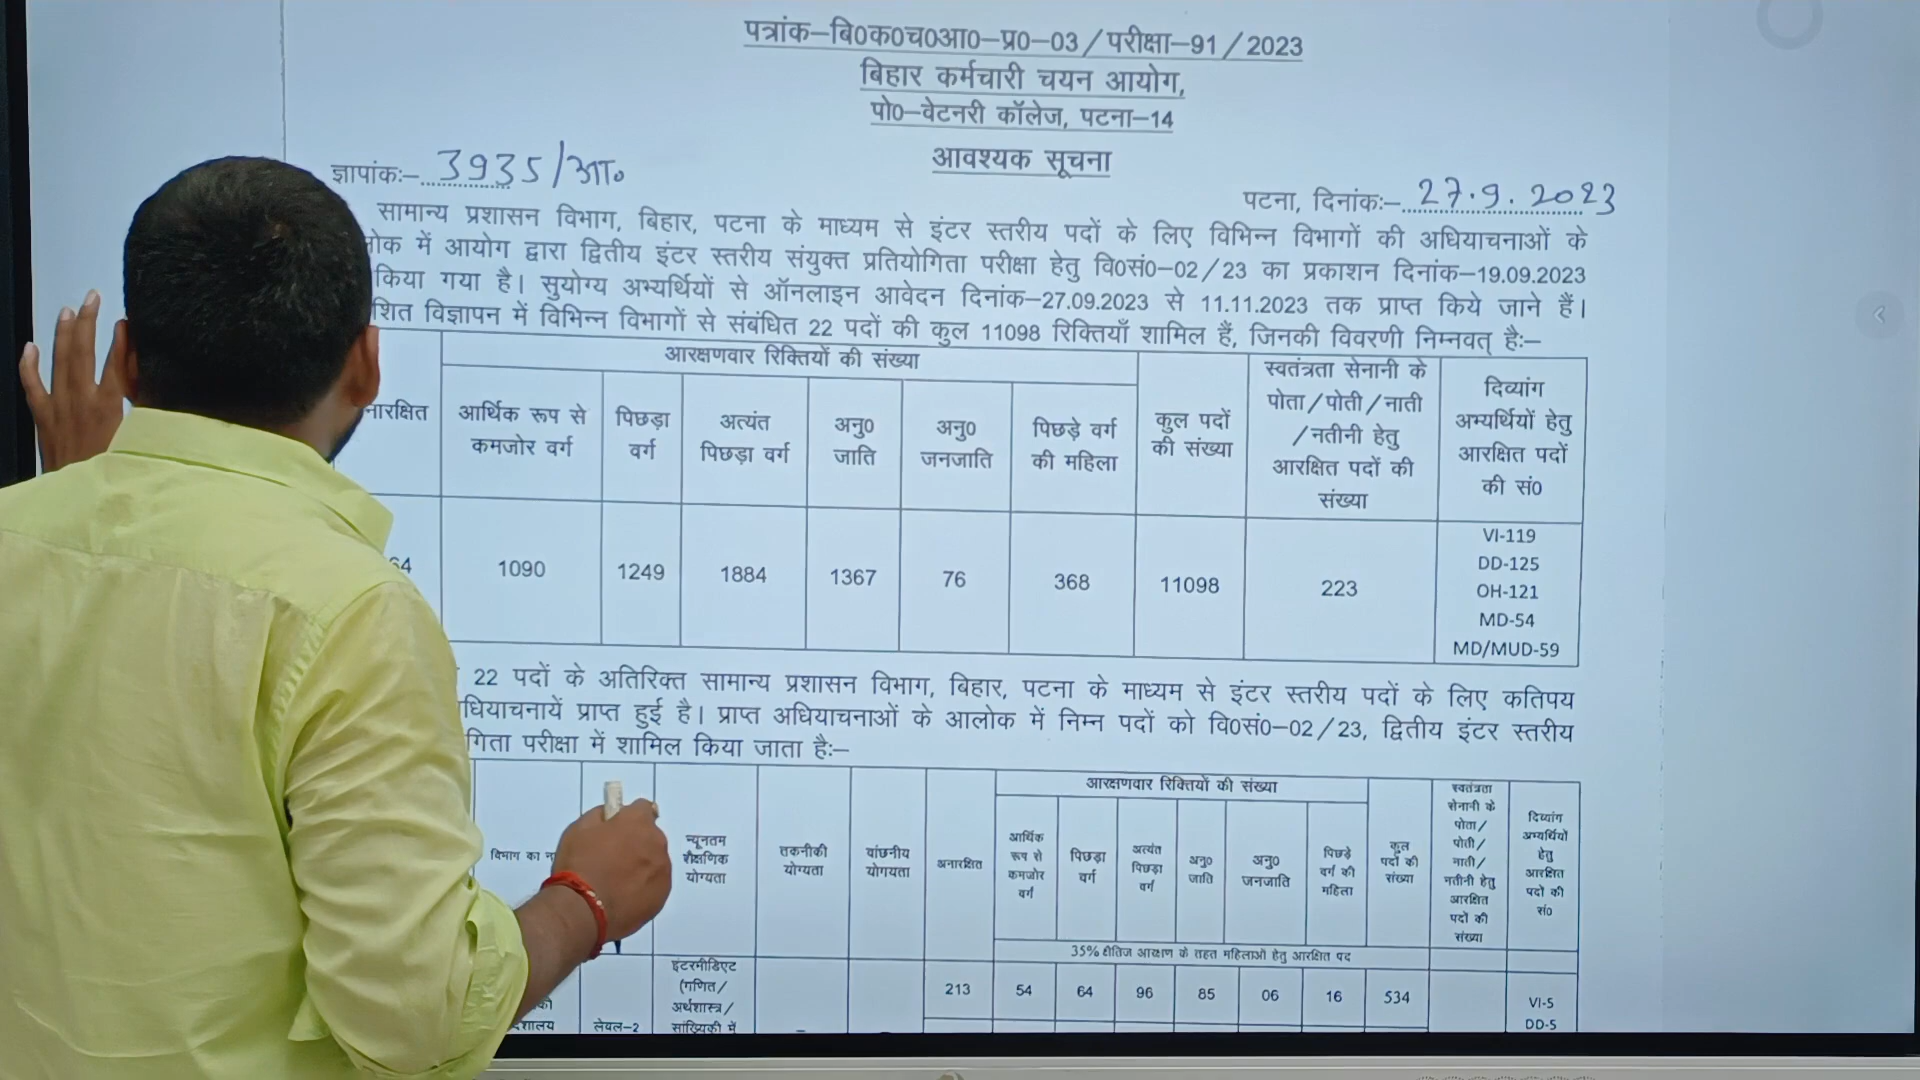 पत्रांक–बि0क0च0आ0–प्र0–03/परीक्षा–91/2023
बिहार कर्मचारी चयन आयोग,
पो0–वेटनरी कॉलेज, पटना–14
आवश्यक सूचना
ज्ञापांकः– 3935/आ०
पटना, दिनांकः– 27.9.2023
सामान्य प्रशासन विभाग, बिहार, पटना के माध्यम से इंटर स्तरीय पदों के लिए विभिन्न विभागों की अधियाचनाओं के
में आयोग द्वारा द्वितीय इंटर स्तरीय संयुक्त प्रतियोगिता परीक्षा हेतु वि0सं0–02/23 का प्रकाशन दिनांक–19.09.2023
किया गया है। सुयोग्य अभ्यर्थियों से ऑनलाइन आवेदन दिनांक–27.09.2023 से 11.11.2023 तक प्राप्त किये जाने हैं।
विज्ञापन में विभिन्न विभागों से संबंधित 22 पदों की कुल 11098 रिक्तियाँ शामिल हैं, जिनकी विवरणी निम्नवत् हैः–
आरक्षणवार रिक्तियों की संख्या
आर्थिक रूप से कमजोर वर्ग
पिछड़ा वर्ग
अत्यंत पिछड़ा वर्ग
अनु0 जाति
अनु0 जनजाति
पिछड़े वर्ग की महिला
कुल पदों की संख्या
स्वतंत्रता सेनानी के पोता/पोती/नाती/नतीनी हेतु आरक्षित पदों की संख्या
दिव्यांग अभ्यर्थियों हेतु आरक्षित पदों की सं0
1090 1249 1884 1367 76 368 11098 223
VI-119
DD-125
OH-121
MD-54
MD/MUD-59
22 पदों के अतिरिक्त सामान्य प्रशासन विभाग, बिहार, पटना के माध्यम से इंटर स्तरीय पदों के लिए कतिपय
प्राप्त हुई है। प्राप्त अधियाचनाओं के आलोक में निम्न पदों को वि0सं0–02/23, द्वितीय इंटर स्तरीय
परीक्षा में शामिल किया जाता हैः–
विभाग का
न्यूनतम शैक्षणिक योग्यता
तकनीकी योग्यता
वांछनीय योगयता
अनारक्षित
आरक्षणवार रिक्तियों की संख्या
आर्थिक रूप से कमजोर वर्ग
पिछड़ा वर्ग
अत्यंत पिछड़ा वर्ग
अनु0 जाति
अनु0 जनजाति
पिछड़े वर्ग की महिला
कुल पदों की संख्या
स्वतंत्रता सेनानी के पोता/पोती/नाती/नतीनी हेतु आरक्षित पदों की संख्या
दिव्यांग अभ्यर्थियों हेतु आरक्षित पदों की सं0
35% क्षैतिज आरक्षण के तहत महिलाओं हेतु आरक्षित पद
लेवल–2
इंटरमीडिएट
(गणित/
अर्थशास्त्र/
सांख्यिकी में
213 54 64 96 85 06 16 534
VI-5
DD-5